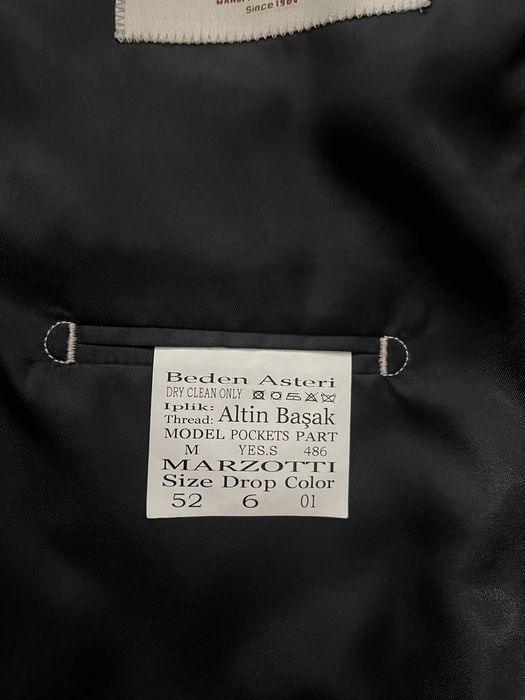 Since 190
Beden Asteri
DRY CLEAN ONLY
Iplik:
Thread: Altin Başak
MODEL POCKETS PART
M YES.S 486
MARZOTTI
Size Drop Color
52 6 01